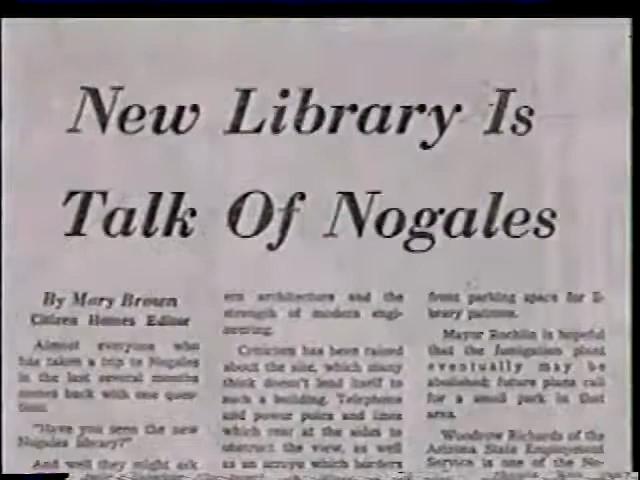 New Library Is
Talk Of Nogales
By Mary Brown
Citizen Homes Editor
Almost everyone who
has taken a trip to Nogales
in the last several months
comes back with one ques-
tion:
"Have you seen the new
Nogales library?"
And well they might ask
ern architecture and the
strength of modern engi-
neering.
Criticism has been raised
about the site, which many
think doesn't lend itself to
such a building. Telephone
and power poles and lines
which rear at the sides to
obstruct the view, as well
as an arroyo which borders
front parking space for li-
brary patrons.
Mayor Rochlin is hopeful
that the fumigation plant
eventually may be
abolished; future plans call
for a small park in that
area.
Woodrow Richards of the
Arizona State Employment
Service is one of the No-